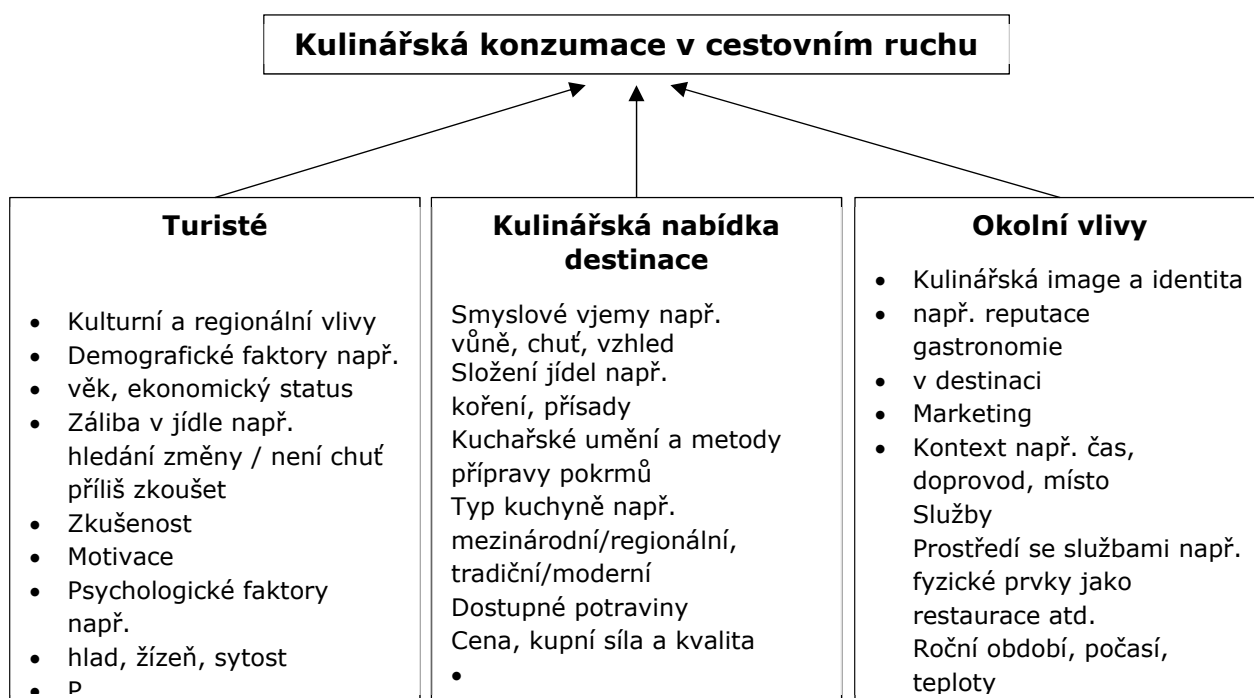 Kulinářská konzumace v cestovním ruchu
Turisté
• Kulturní a regionální vlivy
• Demografické faktory např.
• věk, ekonomický status
• Záliba v jídle např.
hledání změny / není chuť
příliš zkoušet
• Zkušenost
• Motivace
• Psychologické faktory
např.
• hlad, žízeň, sytost
• P
Kulinářská nabídka
destinace
Smyslové vjemy např.
vůně, chuť, vzhled
Složení jídel např.
koření, přísady
Kuchařské umění a metody
přípravy pokrmů
Typ kuchyně např.
mezinárodní/regionální,
tradiční/moderní
Dostupné potraviny
Cena, kupní síla a kvalita
•
Okolní vlivy
• Kulinářská image a identita
• např. reputace
gastronomie
• v destinaci
• Marketing
• Kontext např. čas,
doprovod, místo
Služby
Prostředí se službami např.
fyzické prvky jako
restaurace atd.
Roční období, počasí,
teploty